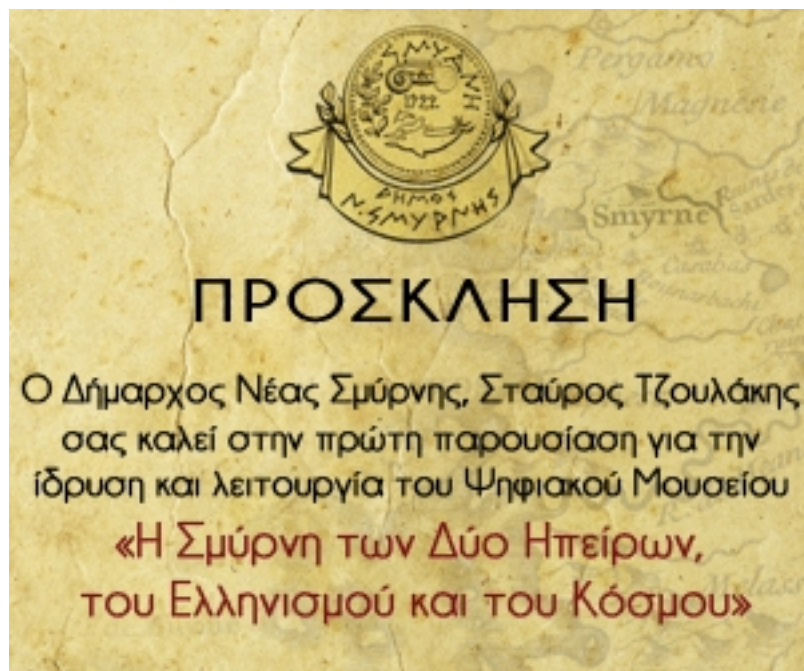 ΣΜΥΡΝΗ
1922
ΔΗΜΟΣ
Ν. ΣΜΥΡΝΗΣ
Pergamo
Magnesie
Smyrne
ΠΡΟΣΚΛΗΣΗ
Ο Δήμαρχος Νέας Σμύρνης, Σταύρος Τζουλάκης
σας καλεί στην πρώτη παρουσίαση για την
ίδρυση και λειτουργία του Ψηφιακού Μουσείου
«Η Σμύρνη των Δύο Ηπείρων,
του Ελληνισμού και του Κόσμου»